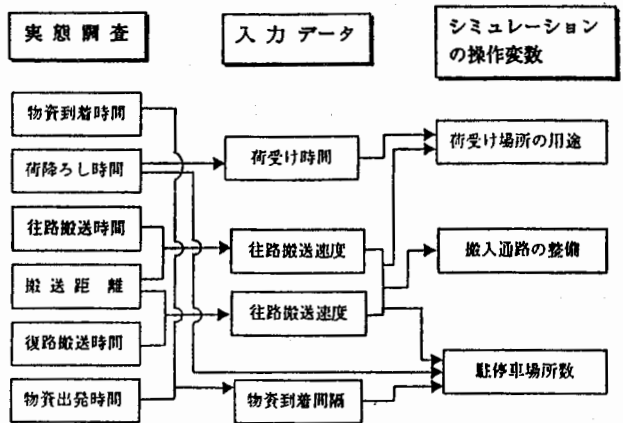 実態調査
入力データ
シミュレーション
の操作変数
物資到着時間
荷降ろし時間
往路搬送時間
搬送距離
復路搬送時間
物資出発時間
荷受け時間
往路搬送速度
往路搬送速度
物資到着間隔
荷受け場所の用途
搬入通路の整備
駐停車場所数